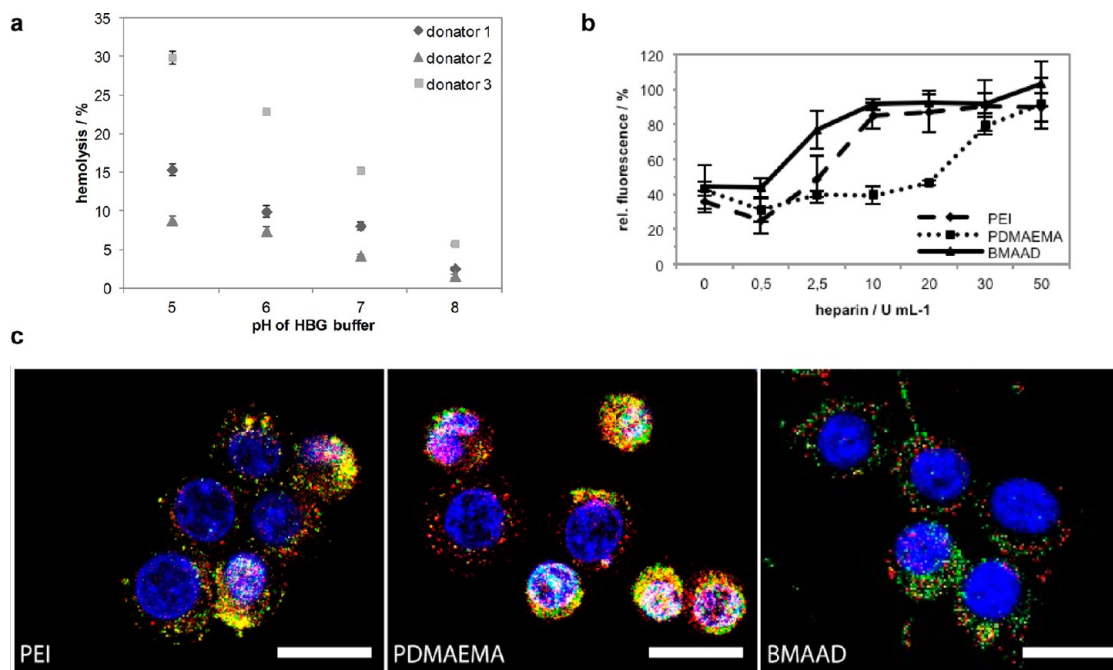 a
hemolysis / %
35
30
25
20
15
10
5
0
5 6 7 8
pH of HBG buffer
donator 1
donator 2
donator 3
b
rel. fluorescence / %
120
100
80
60
40
20
0
0 0,5 2,5 10 20 30 50
heparin / U mL-1
PEI
PDMAEMA
BMAAD
c
PEI
PDMAEMA
BMAAD